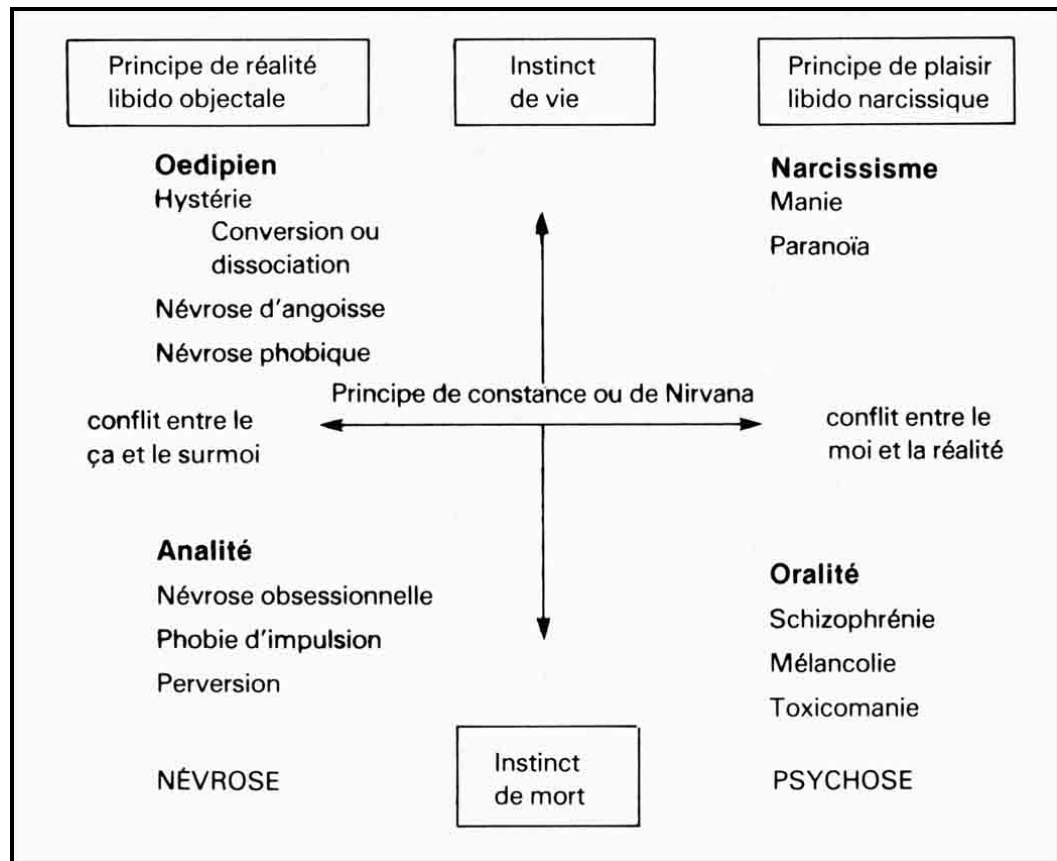 Principe de réalité
libido objectale
Instinct
de vie
Principe de plaisir
libido narcissique
Oedipien
Hystérie
Conversion ou
dissociation
Névrose d'angoisse
Névrose phobique
Narcissisme
Manie
Paranoïa
Principe de constance ou de Nirvana
conflit entre le
ça et le surmoi
conflit entre le
moi et la réalité
Analité
Névrose obsessionnelle
Phobie d'impulsion
Perversion
Oralité
Schizophrénie
Mélancolie
Toxicomanie
NÉVROSE
Instinct
de mort
PSYCHOSE